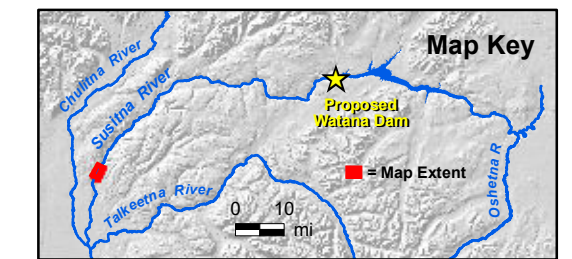 Map Key
Chulitna River
Susitna River
Proposed
Watana Dam
Talkeetna River
= Map Extent
Oshetna R
0 10
mi